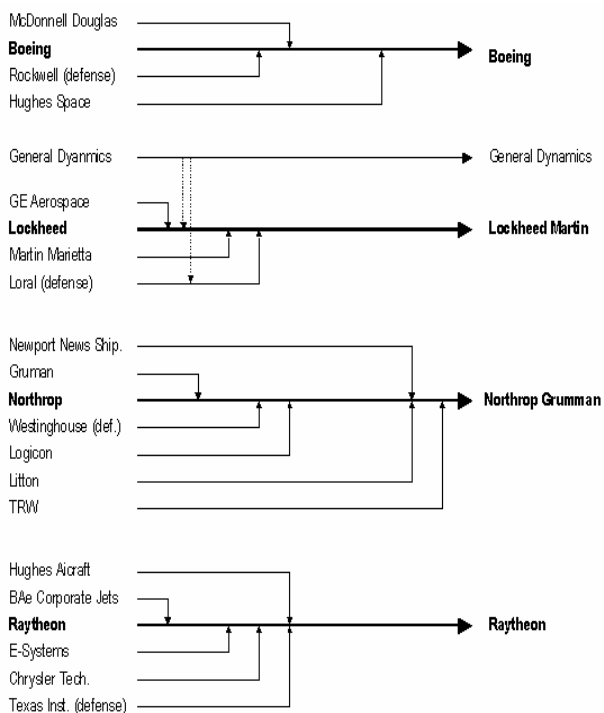 McDonnell Douglas
Boeing
Boeing
Rockwell (defense)
Hughes Space
General Dyanmics
General Dynamics
GE Aerospace
Lockheed
Lockheed Martin
Martin Marietta
Loral (defense)
Newport News Ship.
Gruman
Northrop
Northrop Grumman
Westinghouse (def.)
Logicon
Litton
TRW
Hughes Aicraft
BAe Corporate Jets
Raytheon
Raytheon
E-Systems
Chrysler Tech.
Texas Inst. (defense)